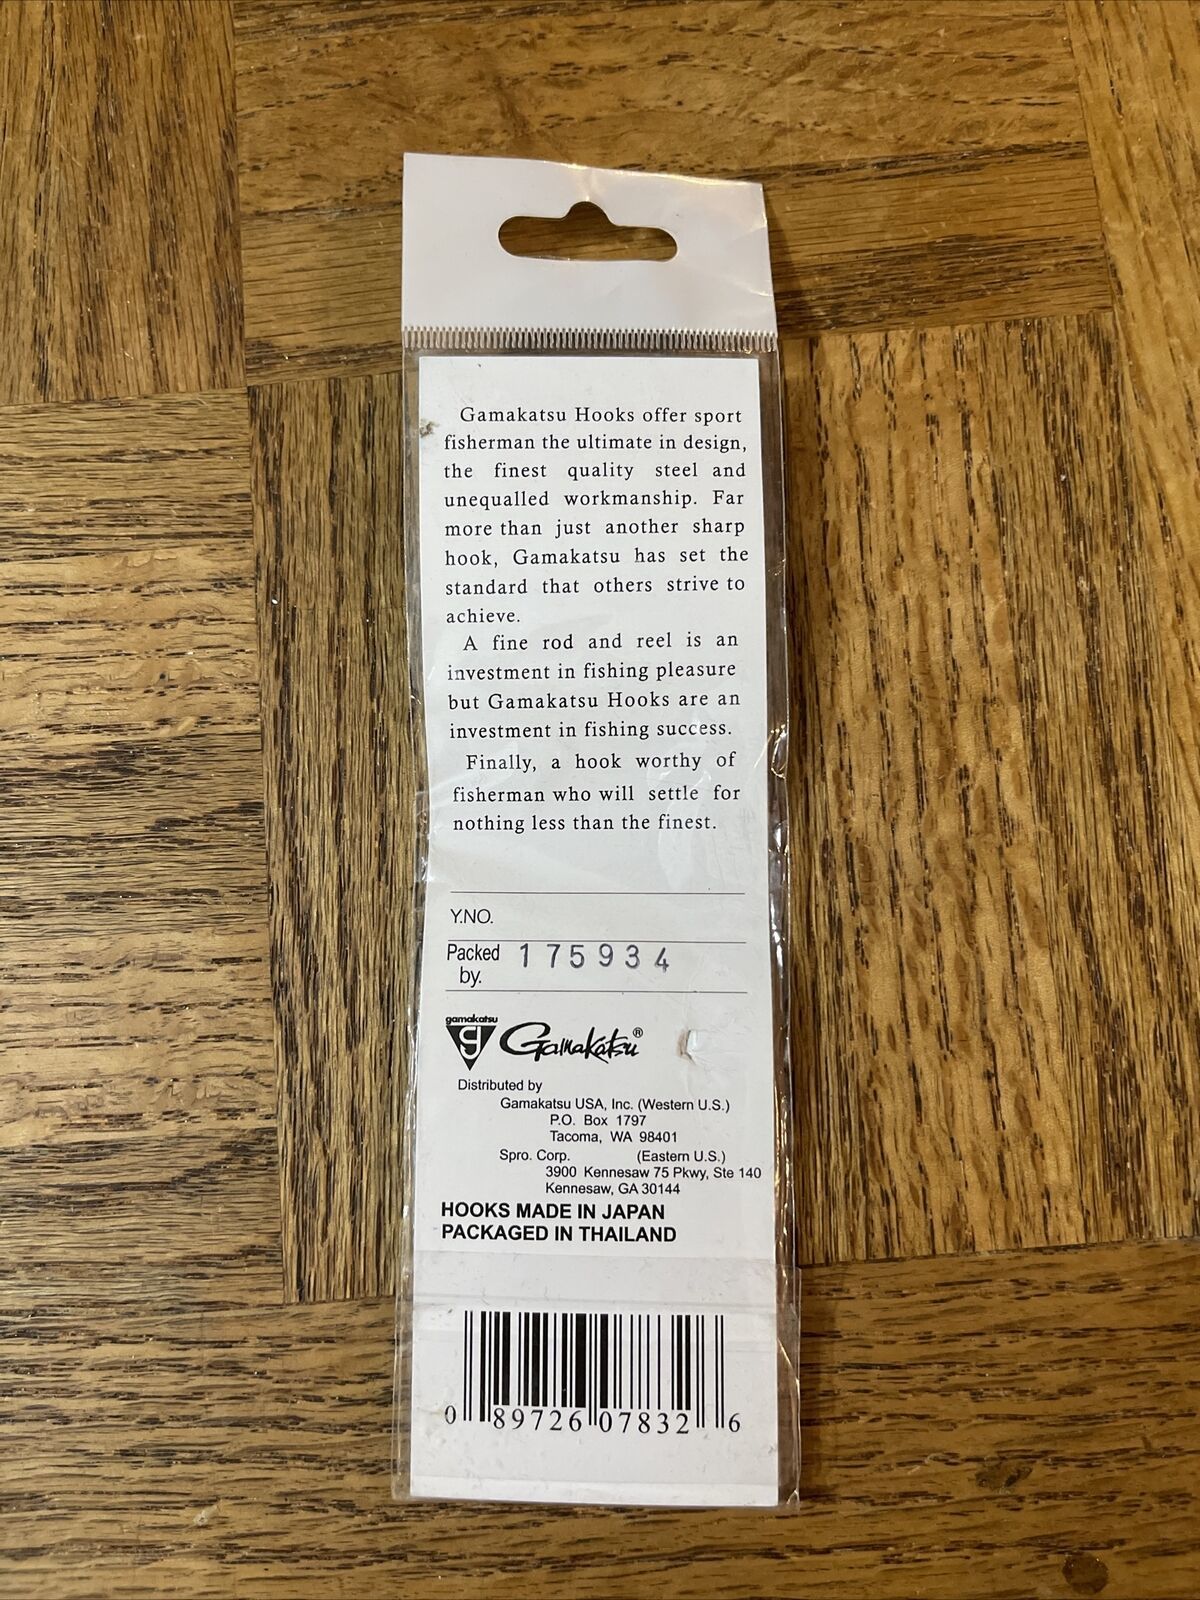 Gamakatsu Hooks offer sport
fisherman the ultimate in design,
the finest quality steel and
unequalled workmanship. Far
more than just another sharp
hook, Gamakatsu has set the
standard that others strive to
achieve.
A fine rod and reel is an
investment in fishing pleasure
but Gamakatsu Hooks are an
investment in fishing success.
Finally, a hook worthy of
fisherman who will settle for
nothing less than the finest.
Y.NO.
Packed by. 175934
gamakatsu
G Gamakatsu®
Distributed by
Gamakatsu USA, Inc. (Western U.S.)
P.O. Box 1797
Tacoma, WA 98401
Spro. Corp. (Eastern U.S.)
3900 Kennesaw 75 Pkwy, Ste 140
Kennesaw, GA 30144
HOOKS MADE IN JAPAN
PACKAGED IN THAILAND
0 89726 07832 6